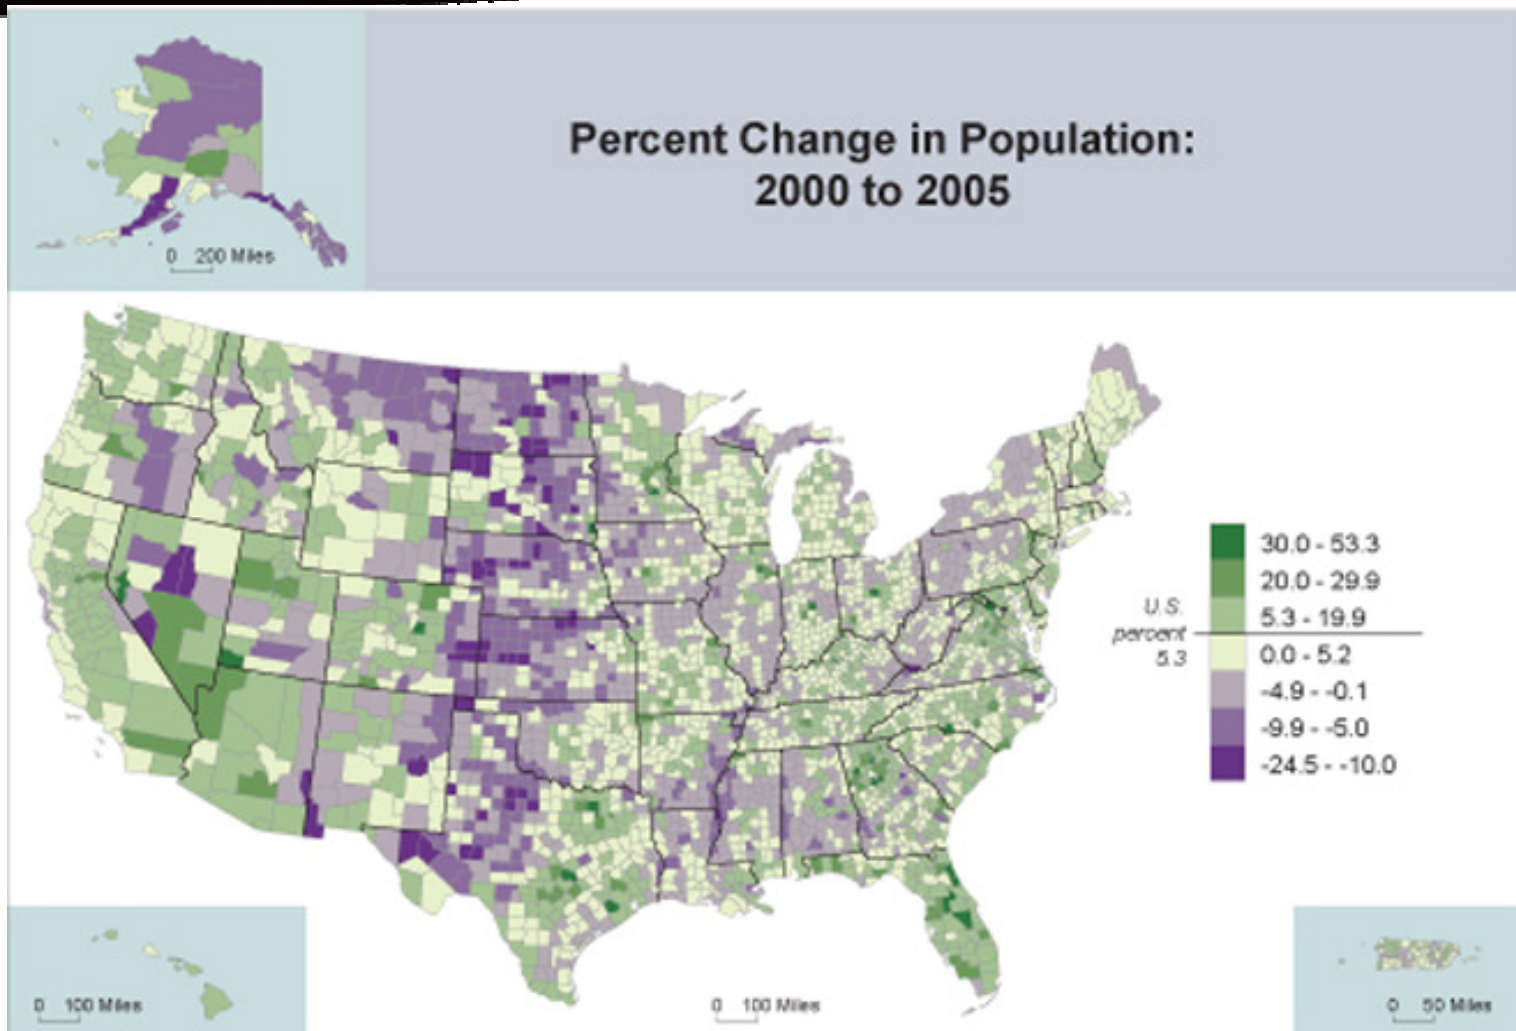 Percent Change in Population:
2000 to 2005
0 200 Miles
30.0 - 53.3
20.0 - 29.9
5.3 - 19.9
U.S.
percent
5.3
0.0 - 5.2
-4.9 - -0.1
-9.9 - -5.0
-24.5 - -10.0
0 100 Miles
0 100 Miles
0 50 Miles